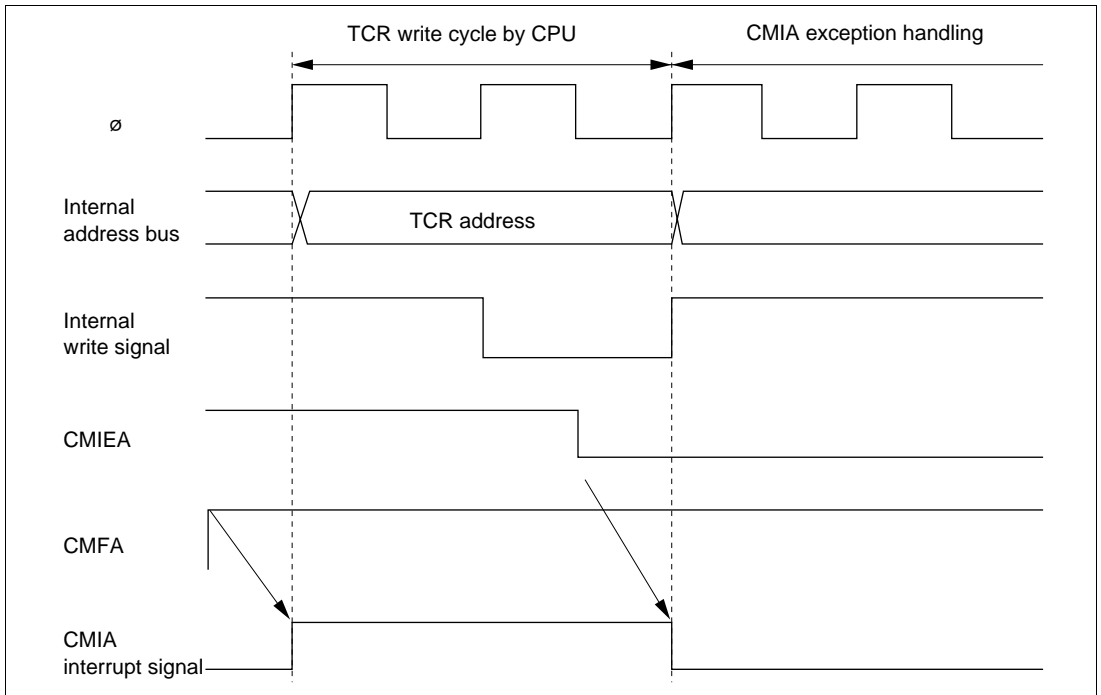 TCR write cycle by CPU
CMIA exception handling
ø
Internal
address bus
TCR address
Internal
write signal
CMIEA
CMFA
CMIA
interrupt signal